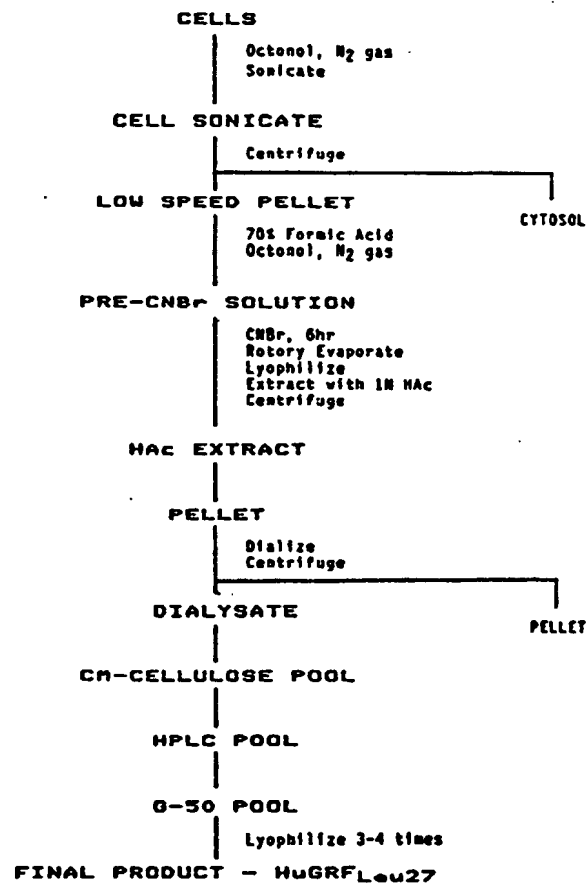 CELLS
Octonol, N2 gas
Sonicate
CELL SONICATE
Centrifuge
LOW SPEED PELLET
CYTOSOL
70% Formic Acid
Octonol, N2 gas
PRE-CNBr SOLUTION
CNBr, 6hr
Rotory Evaporate
Lyophilize
Extract with 1N HAc
Centrifuge
HAc EXTRACT
PELLET
Dialize
Centrifuge
DIALYSATE
PELLET
CM-CELLULOSE POOL
HPLC POOL
G-50 POOL
Lyophilize 3-4 times
FINAL PRODUCT - HuGRFLeu27